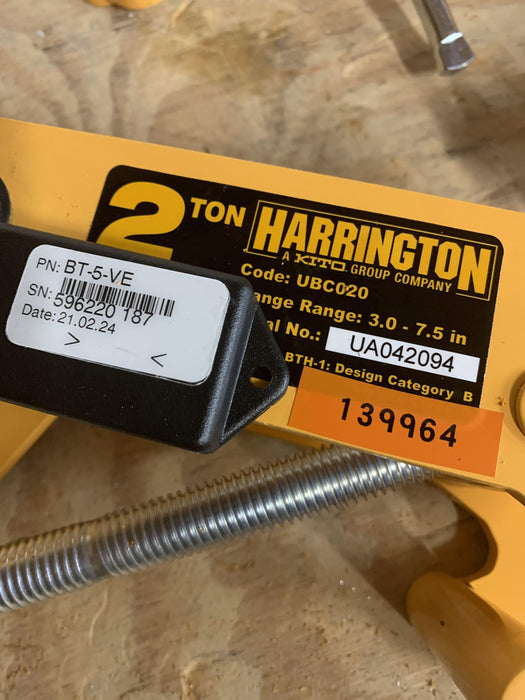 2 TON
HARRINGTON
A KITO GROUP COMPANY
Code: UBC020
ange Range: 3.0 - 7.5 in
al No.: UA042094
BTH-1: Design Category B
139964
PN: BT-5-VE
SN: 596220 187
Date: 21.02.24
> <